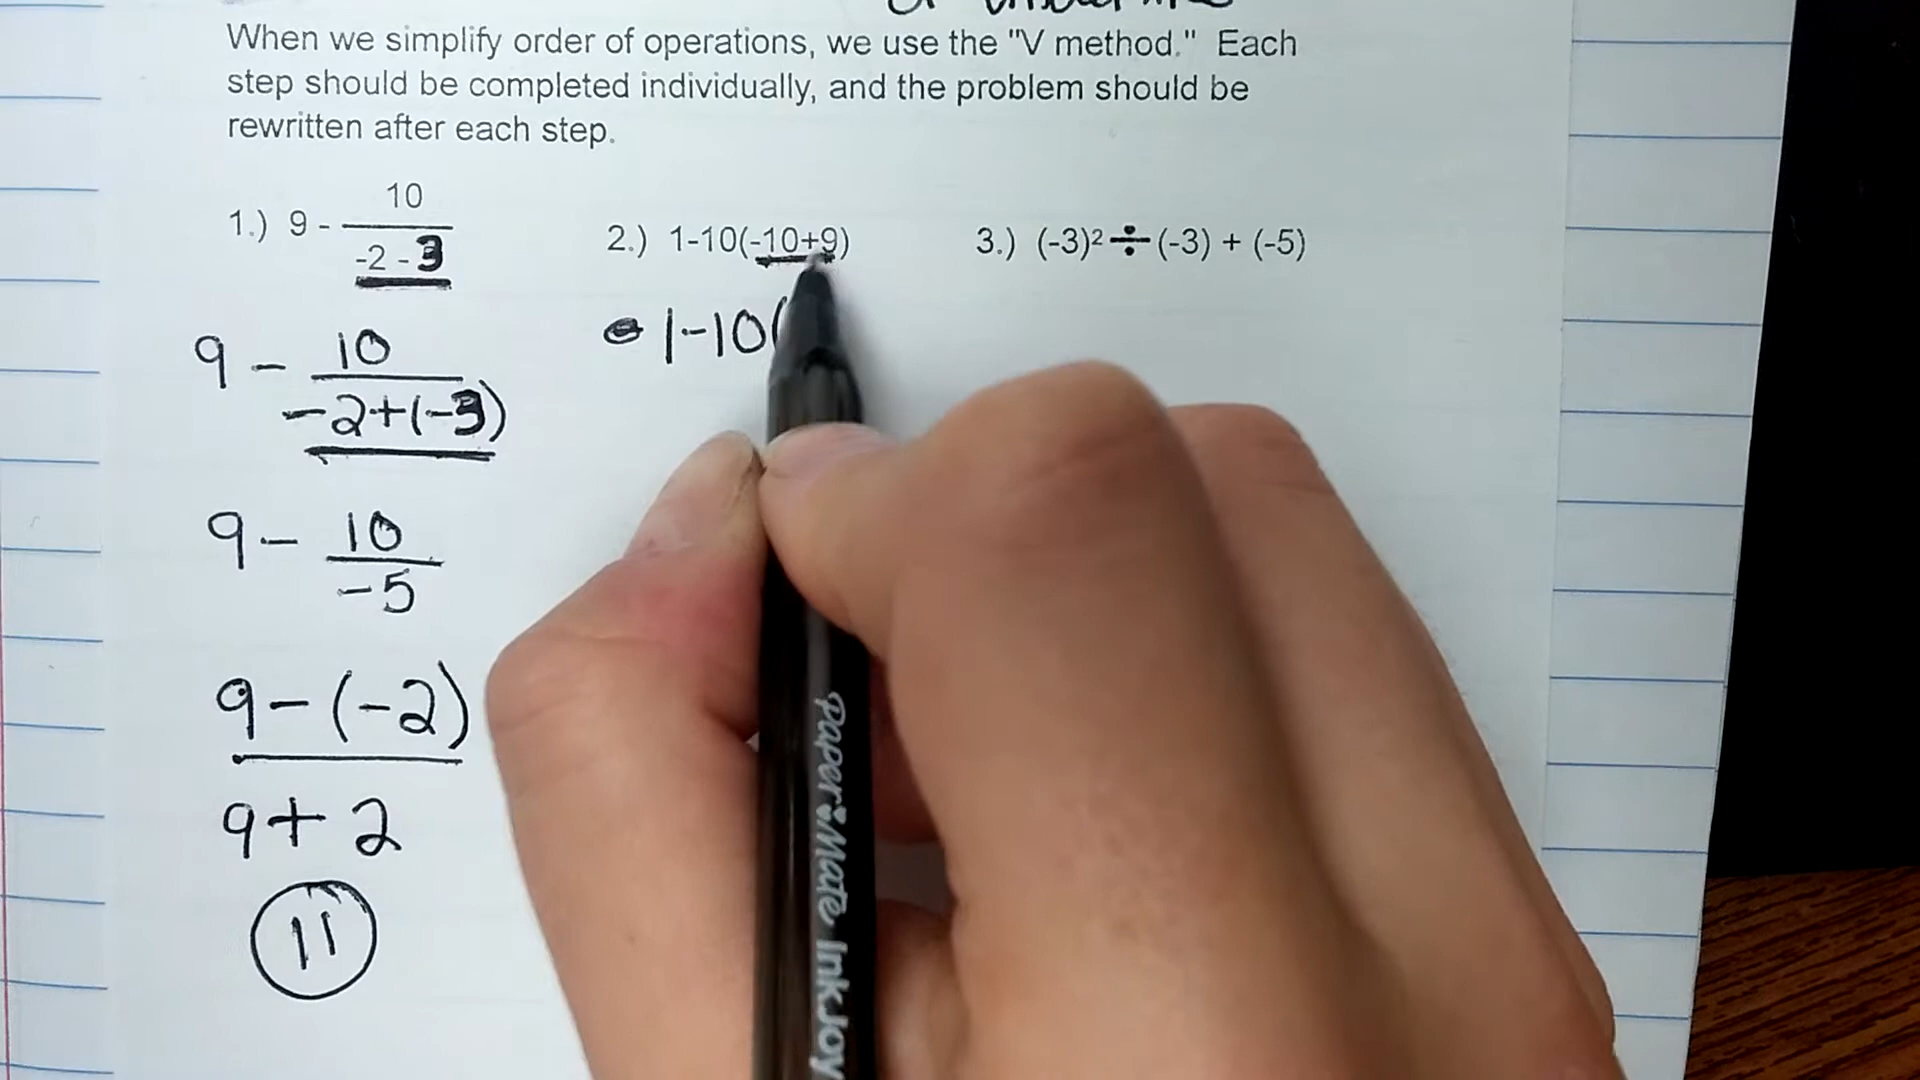 When we simplify order of operations, we use the "V method." Each
step should be completed individually, and the problem should be
rewritten after each step.
1.) 9 - 10 / -2 - 3
2.) 1-10(-10+9)
3.) (-3)² ÷ (-3) + (-5)
9 - 10 / -2+(-3)
1-10(
9 - 10 / -5
9-(-2)
9+2
11
PaperMate InkJoy